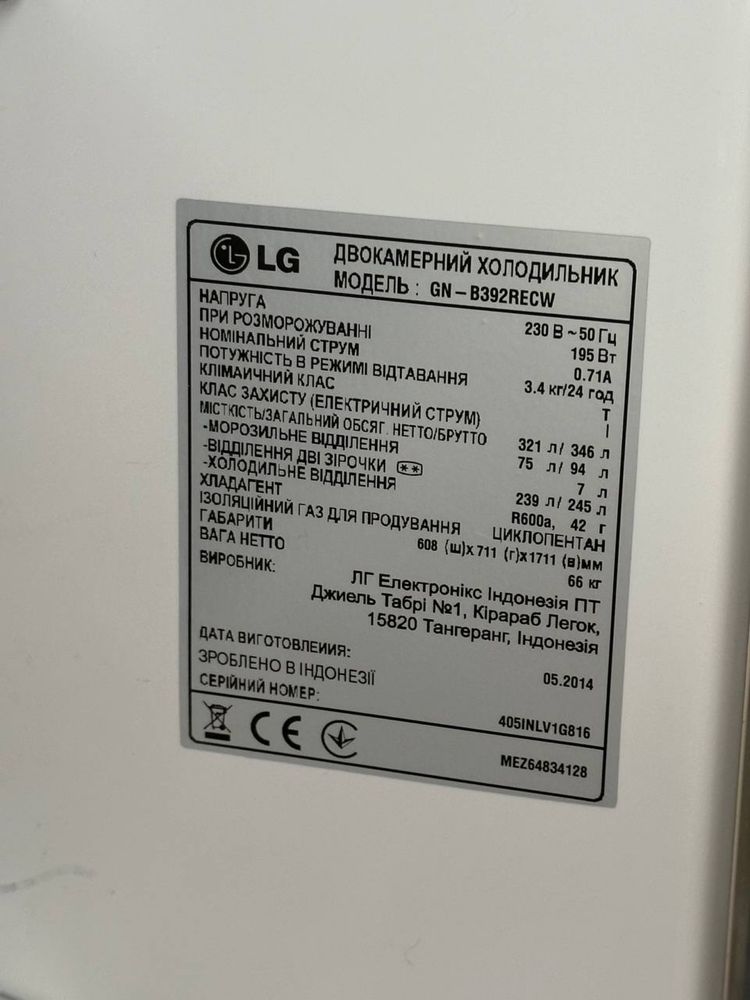 LG ДВОКАМЕРНИЙ ХОЛОДИЛЬНИК
МОДЕЛЬ : GN – B392RECW
НАПРУГА 230 В ~ 50 Гц
ПРИ РОЗМОРОЖУВАННІ 195 Вт
НОМІНАЛЬНИЙ СТРУМ 0.71А
ПОТУЖНІСТЬ В РЕЖИМІ ВІДТАВАННЯ 3.4 кг/24 год
КЛІМАИЧНИЙ КЛАС Т
КЛАС ЗАХИСТУ (ЕЛЕКТРИЧНИЙ СТРУМ) І
МІСТКІСТЬ/ЗАГАЛЬНИЙ ОБСЯГ. НЕТТО/БРУТТО 321 л/ 346 л
-МОРОЗИЛЬНЕ ВІДДІЛЕННЯ 75 л/ 94 л
-ВІДДІЛЕННЯ ДВІ ЗІРОЧКИ ** 7 л
-ХОЛОДИЛЬНЕ ВІДДІЛЕННЯ 239 л/ 245 л
ХЛАДАГЕНТ R600a, 42 г
ІЗОЛЯЦІЙНИЙ ГАЗ ДЛЯ ПРОДУВАННЯ ЦИКЛОПЕНТАН
ГАБАРИТИ 608 (ш)х711 (г)х1711 (в)мм
ВАГА НЕТТО 66 кг
ВИРОБНИК: ЛГ Електронікс Індонезія ПТ
Джиель Табрі №1, Кірараб Легок,
15820 Тангеранг, Індонезія
ДАТА ВИГОТОВЛЕИИЯ: 05.2014
ЗРОБЛЕНО В ІНДОНЕЗІЇ
СЕРІЙНИЙ НОМЕР: 405INLV1G816
CE MEZ64834128